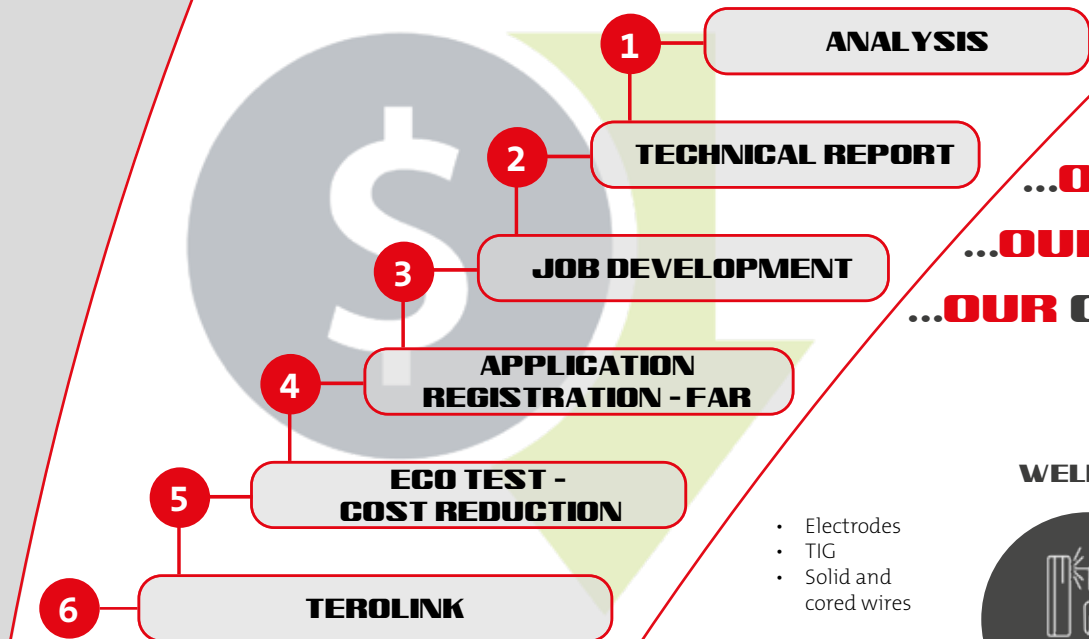 1
ANALYSIS
2
TECHNICAL REPORT
3
JOB DEVELOPMENT
4
APPLICATION
REGISTRATION - FAR
5
ECO TEST -
COST REDUCTION
6
TEROLINK
$
...OUR
• Electrodes
• TIG
• Solid and
cored wires